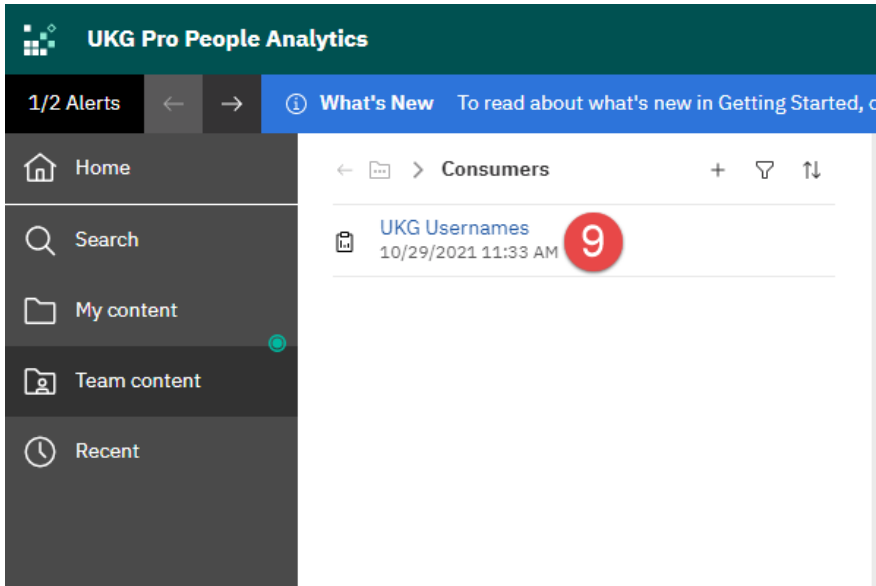 UKG Pro People Analytics
1/2 Alerts
What's New To read about what's new in Getting Started,
Home
Consumers
Search
UKG Usernames
10/29/2021 11:33 AM
9
My content
Team content
Recent